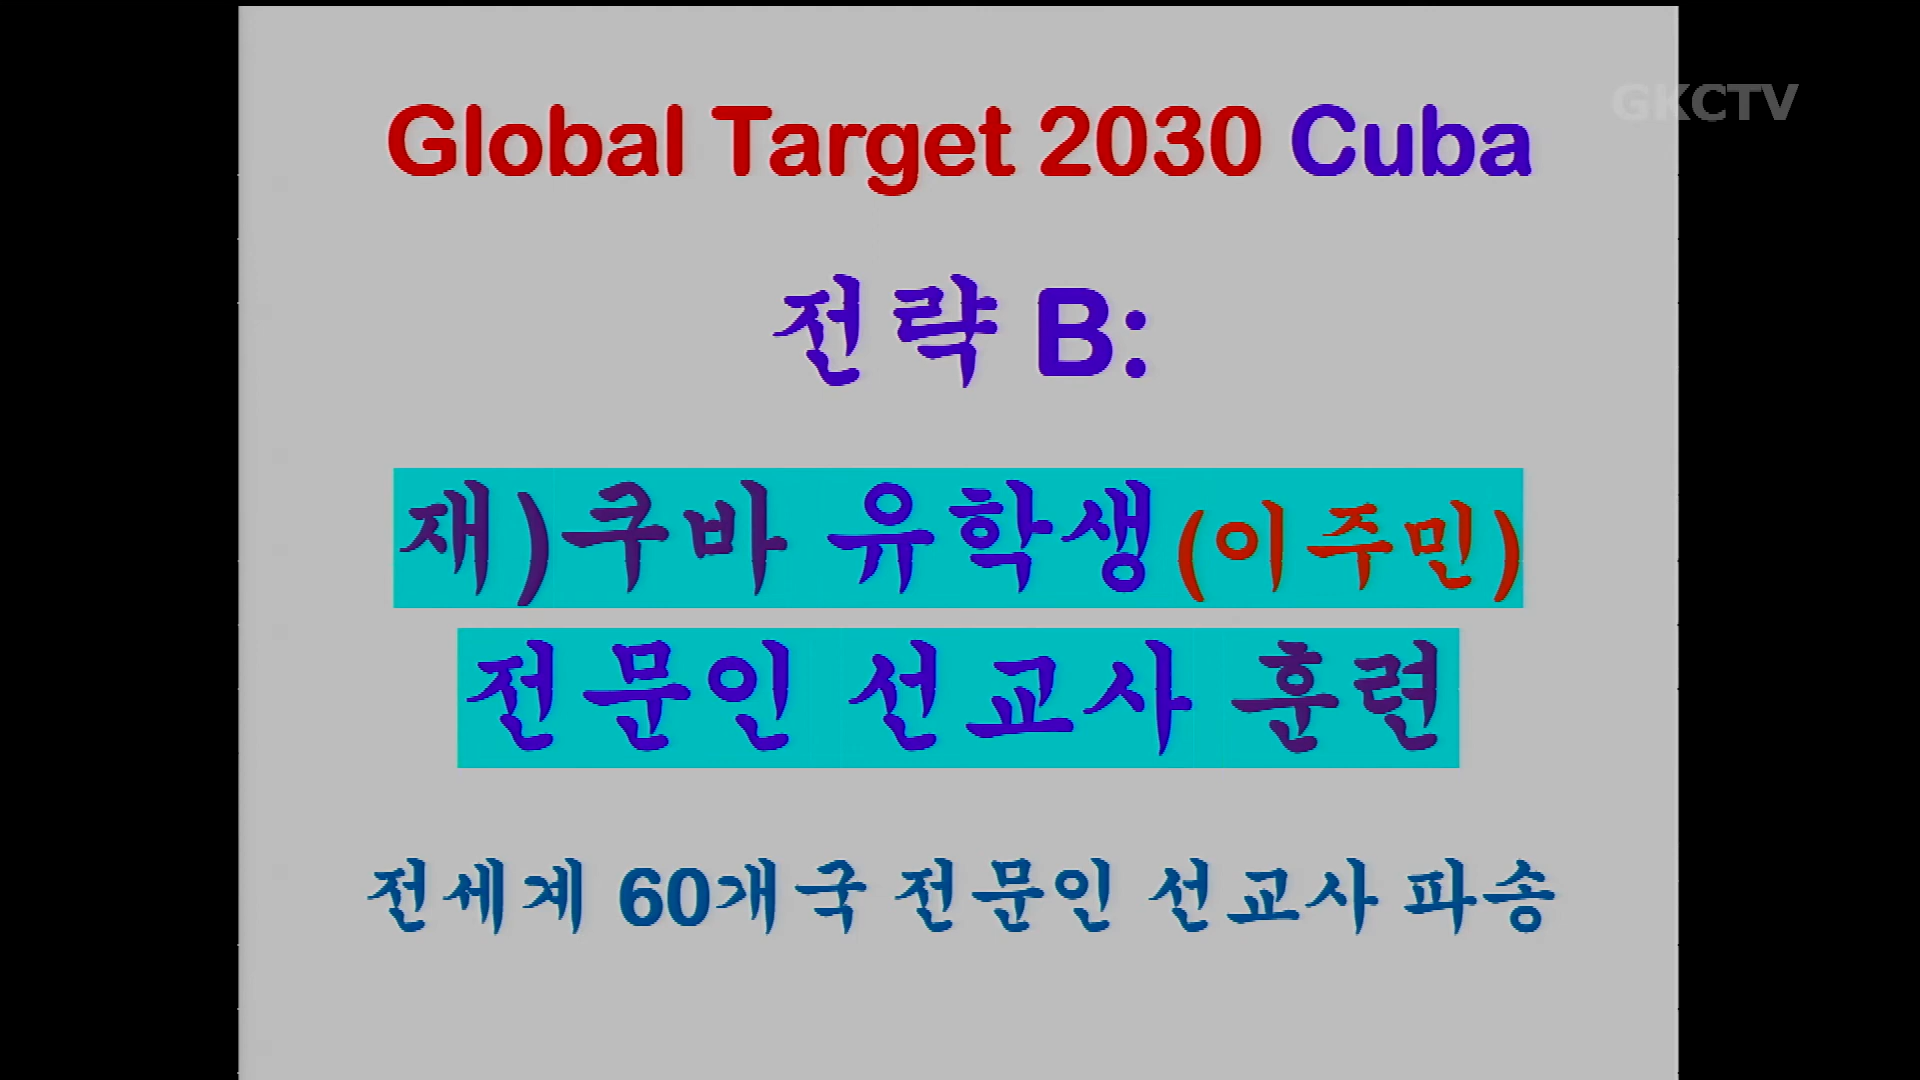 GKCTV
Global Target 2030 Cuba
전략 B:
재)쿠바 유학생(이주민)
전문인 선교사 훈련
전세계 60개국 전문인 선교사 파송